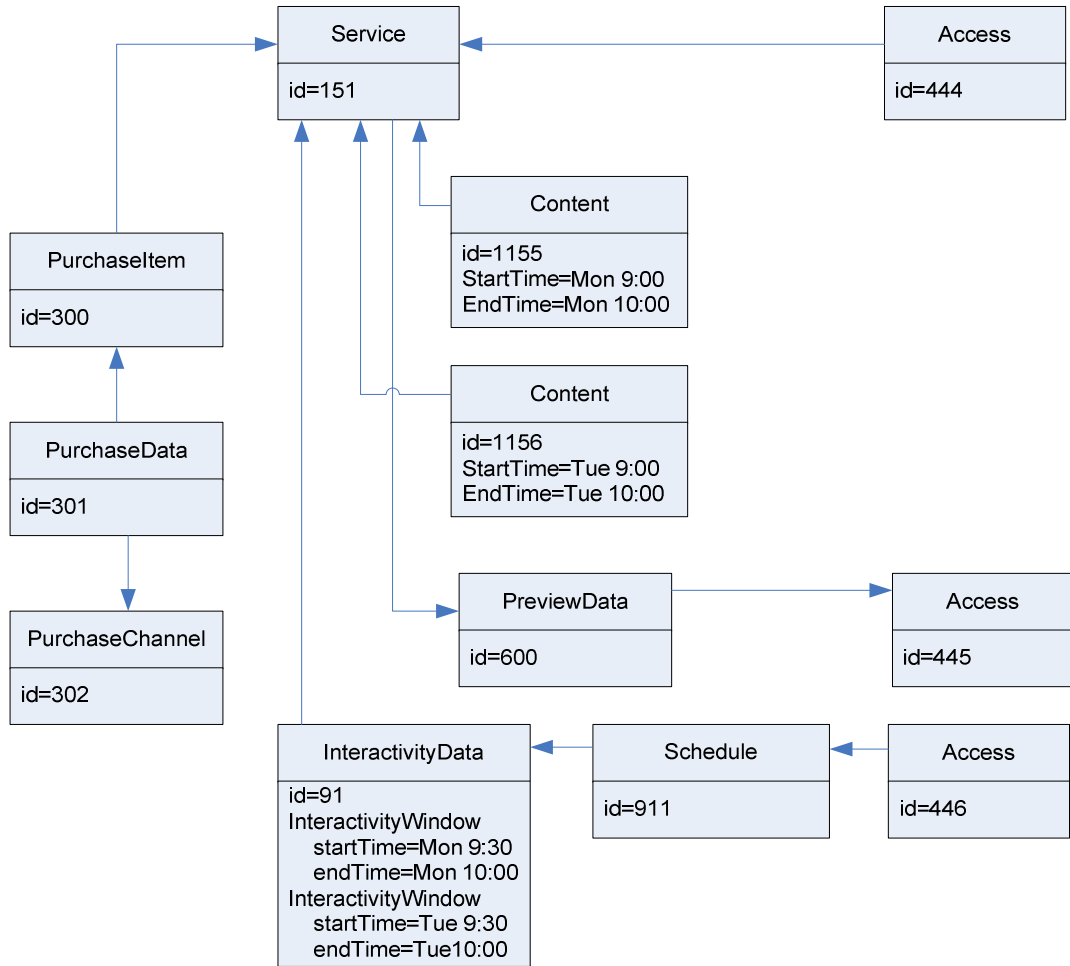 Service
id=151
Access
id=444
Content
id=1155
StartTime=Mon 9:00
EndTime=Mon 10:00
PurchaseItem
id=300
Content
id=1156
StartTime=Tue 9:00
EndTime=Tue 10:00
PurchaseData
id=301
PreviewData
id=600
Access
id=445
PurchaseChannel
id=302
InteractivityData
id=91
InteractivityWindow
startTime=Mon 9:30
endTime=Mon 10:00
InteractivityWindow
startTime=Tue 9:30
endTime=Tue10:00
Schedule
id=911
Access
id=446